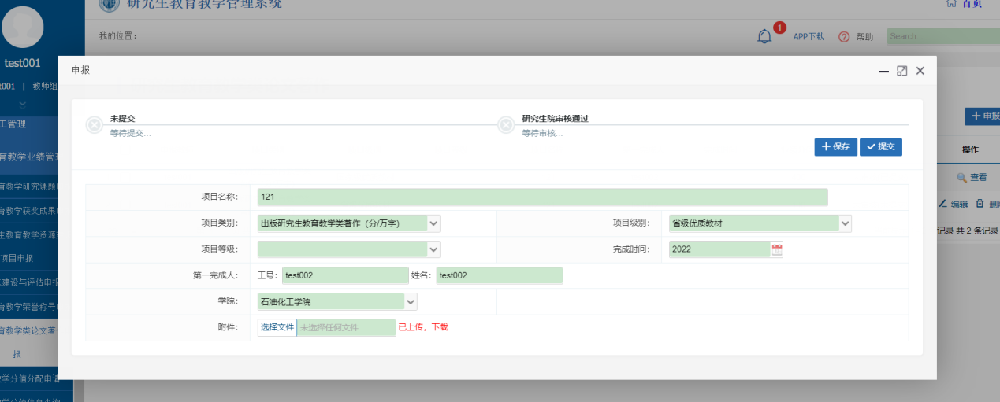 研究生教育教学管理系统
首页
test001
我的位置：
1
APP下载
帮助
Search...
t001 | 教师组
工管理
育教学业绩管
育教学研究课题
育教学获奖成果
生教育教学资源
项目申报
建设与评估申报
育教学荣誉称号
育教学类论文著
报
教学分值分配申请
申报
未提交
等待提交...
研究生院审核通过
等待审核...
保存
提交
项目名称： 121
项目类别： 出版研究生教育教学类著作（分/万字） 项目级别： 省级优质教材
项目等级： 完成时间： 2022
第一完成人： 工号： test002 姓名： test002
学院： 石油化工学院
附件： 选择文件 未选择任何文件 已上传，下载
申报
操作
查看
编辑 删
记录 共 2 条记录